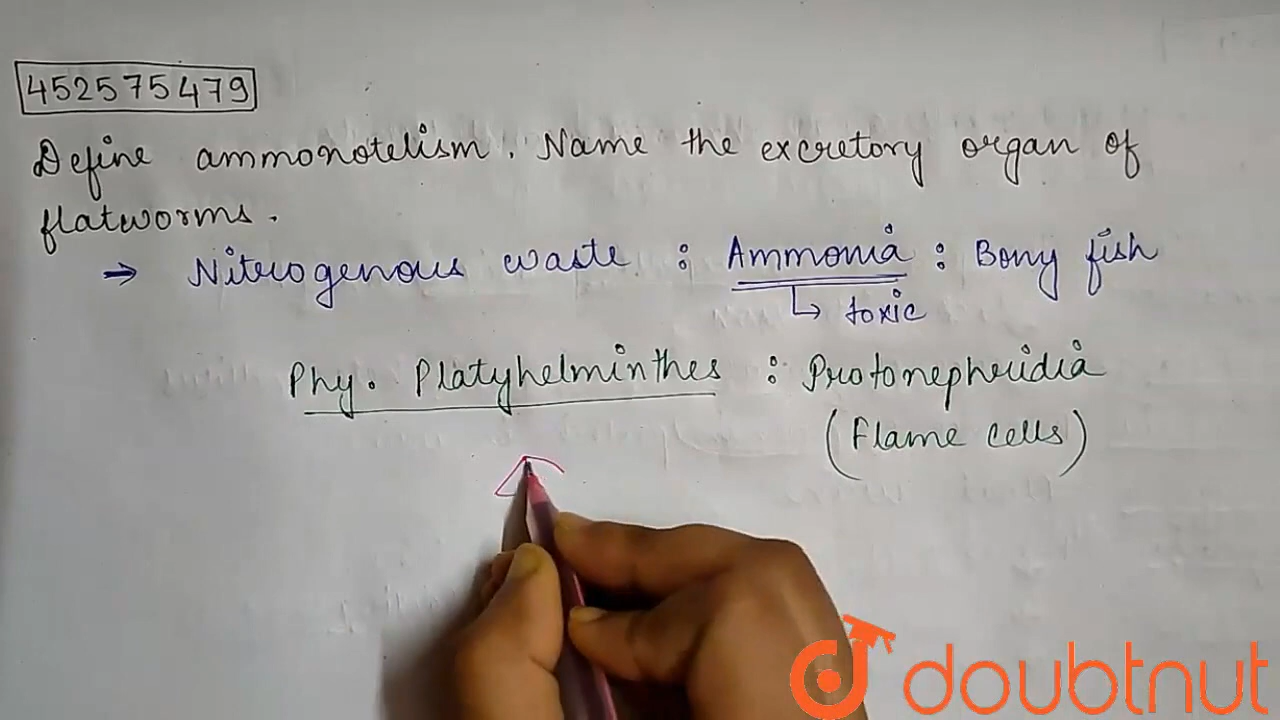 452575479
Define ammonotelism. Name the excretory organ of
flatworms.
→ Nitrogenous waste : Ammonia : Bony fish
↳ toxic
Phy. Platyhelminthes : Protonephridia
(Flame cells)
doubtnut